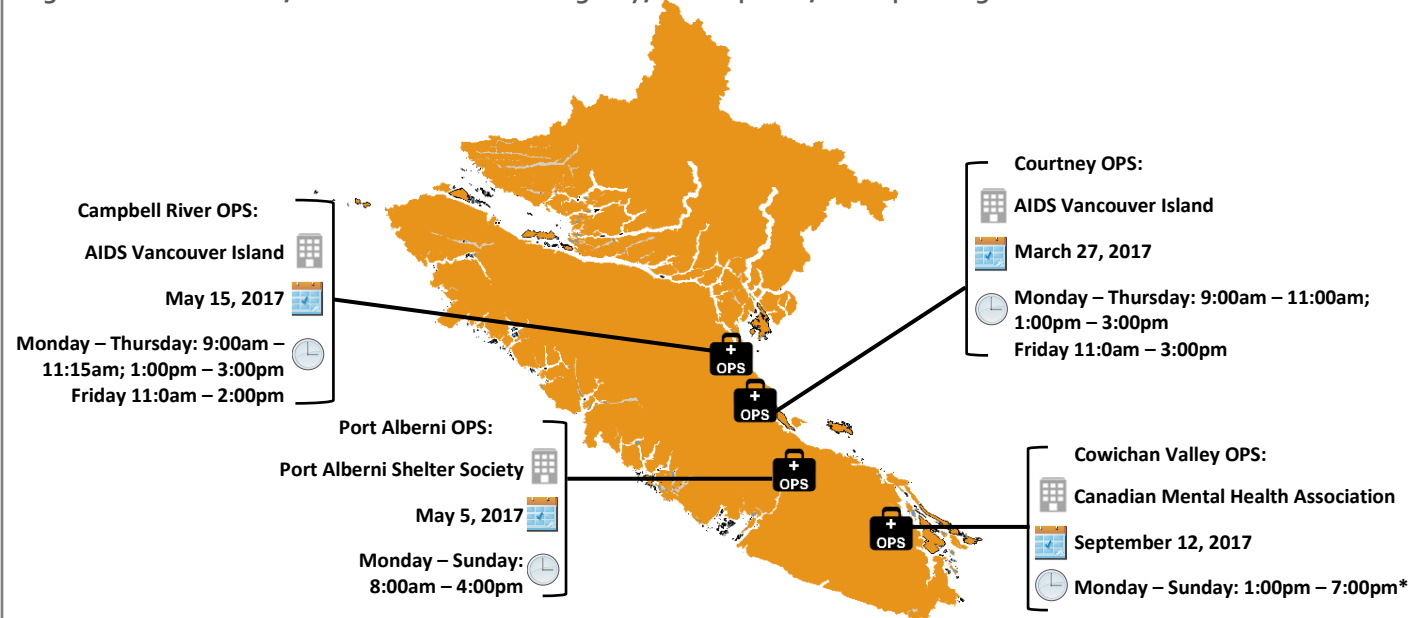 Campbell River OPS:
AIDS Vancouver Island
May 15, 2017
Monday – Thursday: 9:00am –
11:15am; 1:00pm – 3:00pm
Friday 11:0am – 2:00pm
Port Alberni OPS:
Port Alberni Shelter Society
May 5, 2017
Monday – Sunday:
8:00am – 4:00pm
OPS
OPS
OPS
OPS
Courtney OPS:
AIDS Vancouver Island
March 27, 2017
Monday – Thursday: 9:00am – 11:00am;
1:00pm – 3:00pm
Friday 11:0am – 3:00pm
Cowichan Valley OPS:
Canadian Mental Health Association
September 12, 2017
Monday – Sunday: 1:00pm – 7:00pm*